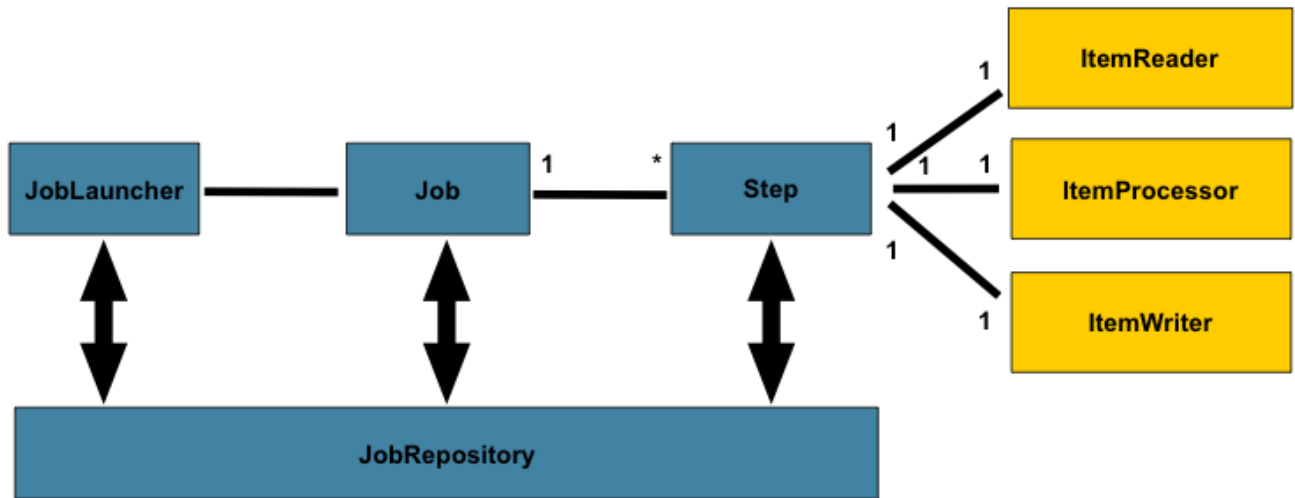 ItemReader
1
1
JobLauncher
Job
1
*
Step
1
1
ItemProcessor
1
1
ItemWriter
JobRepository